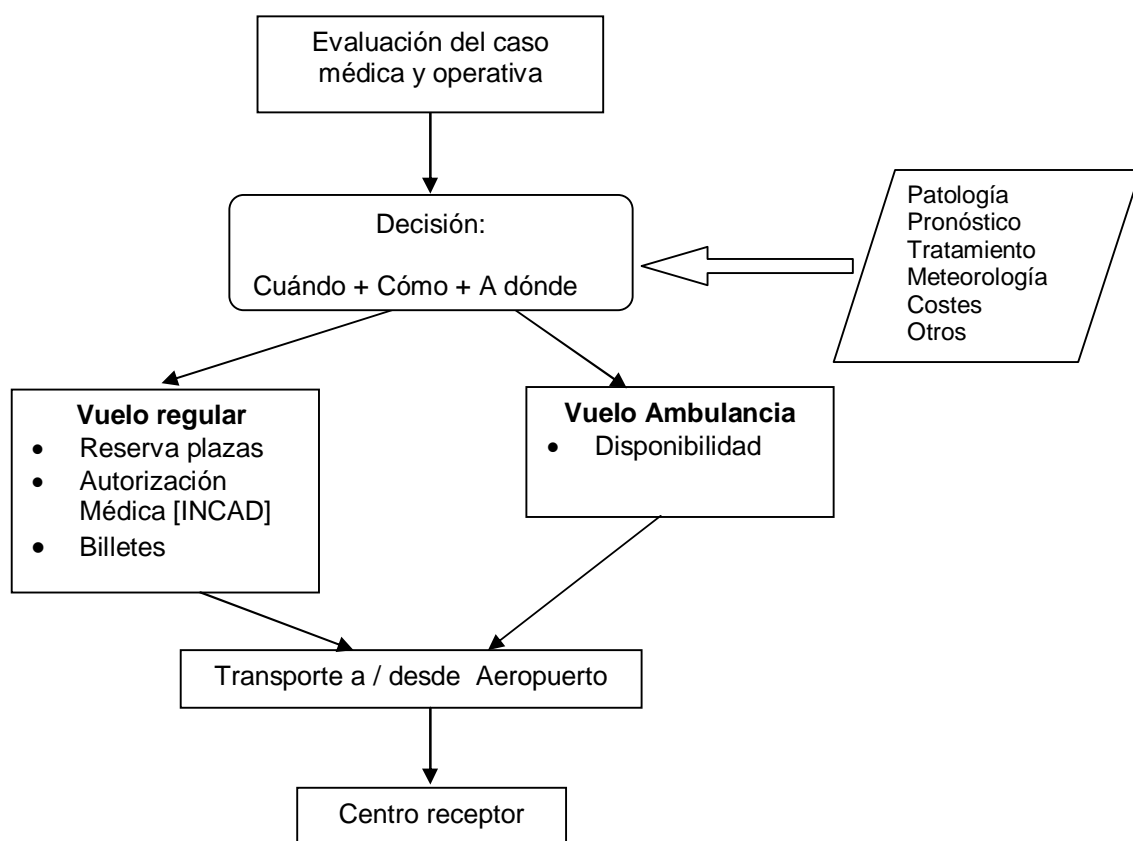 Evaluación del caso
médica y operativa
Decisión:
Cuándo + Cómo + A dónde
Patología
Pronóstico
Tratamiento
Meteorología
Costes
Otros
Vuelo regular
• Reserva plazas
• Autorización
Médica [INCAD]
• Billetes
Vuelo Ambulancia
• Disponibilidad
Transporte a / desde Aeropuerto
Centro receptor